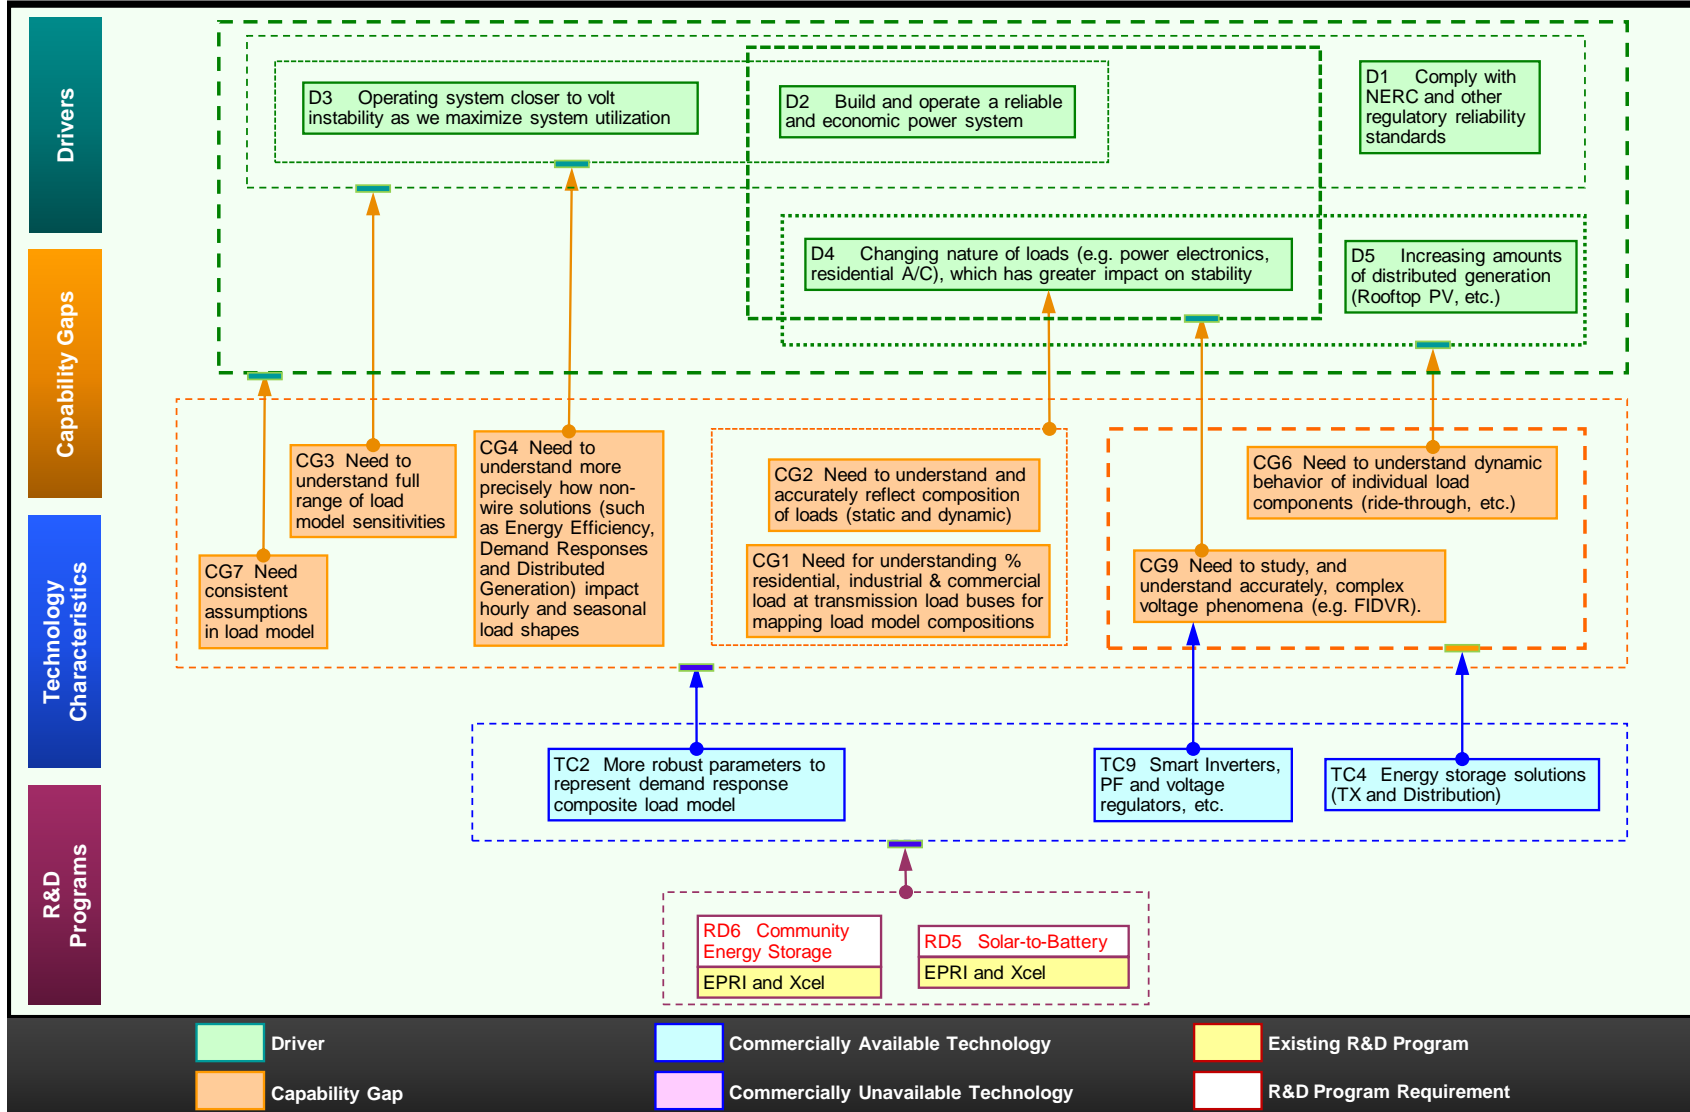 Drivers
D3 Operating system closer to volt
instability as we maximize system utilization
D2 Build and operate a reliable
and economic power system
D1 Comply with
NERC and other
regulatory reliability
standards
D4 Changing nature of loads (e.g. power electronics,
residential A/C), which has greater impact on stability
D5 Increasing amounts
of distributed generation
(Rooftop PV, etc.)
Capability Gaps
CG7 Need
consistent
assumptions
in load model
CG3 Need to
understand full
range of load
model sensitivities
CG4 Need to
understand more
precisely how non-
wire solutions (such
as Energy Efficiency,
Demand Responses
and Distributed
Generation) impact
hourly and seasonal
load shapes
CG2 Need to understand and
accurately reflect composition
of loads (static and dynamic)
CG1 Need for understanding %
residential, industrial & commercial
load at transmission load buses for
mapping load model compositions
CG6 Need to understand dynamic
behavior of individual load
components (ride-through, etc.)
CG9 Need to study, and
understand accurately, complex
voltage phenomena (e.g. FIDVR).
Technology
Characteristics
TC2 More robust parameters to
represent demand response
composite load model
TC9 Smart Inverters,
PF and voltage
regulators, etc.
TC4 Energy storage solutions
(TX and Distribution)
R&D
Programs
RD6 Community
Energy Storage
EPRI and Xcel
RD5 Solar-to-Battery
EPRI and Xcel
Driver
Commercially Available Technology
Existing R&D Program
Capability Gap
Commercially Unavailable Technology
R&D Program Requirement